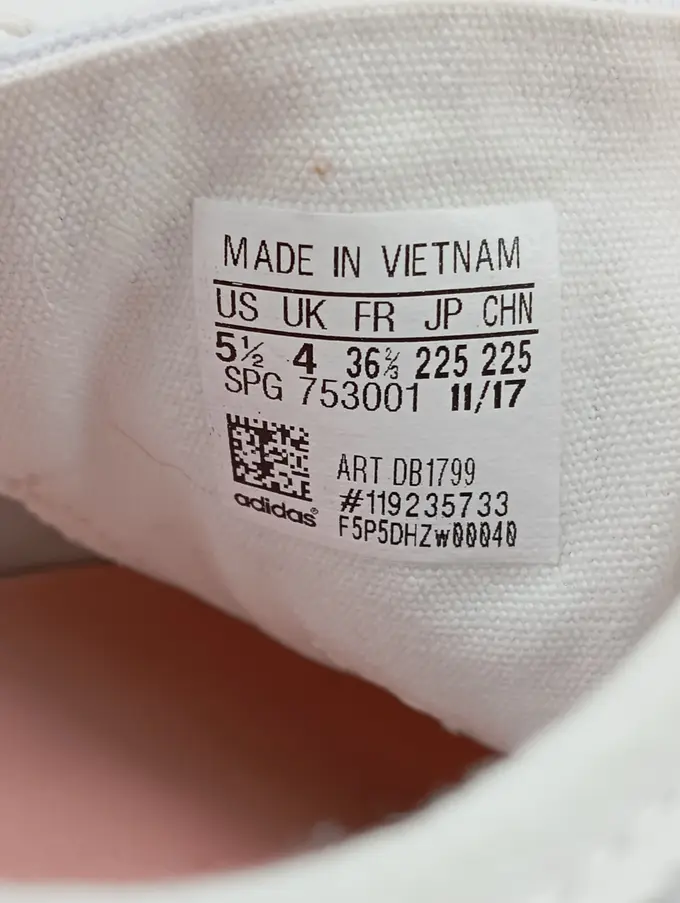 MADE IN VIETNAM
US UK FR JP CHN
5½ 4 36⅔ 225 225
SPG 753001 11/17
ART DB1799
#119235733
adidas®
F5P5DHZw00040